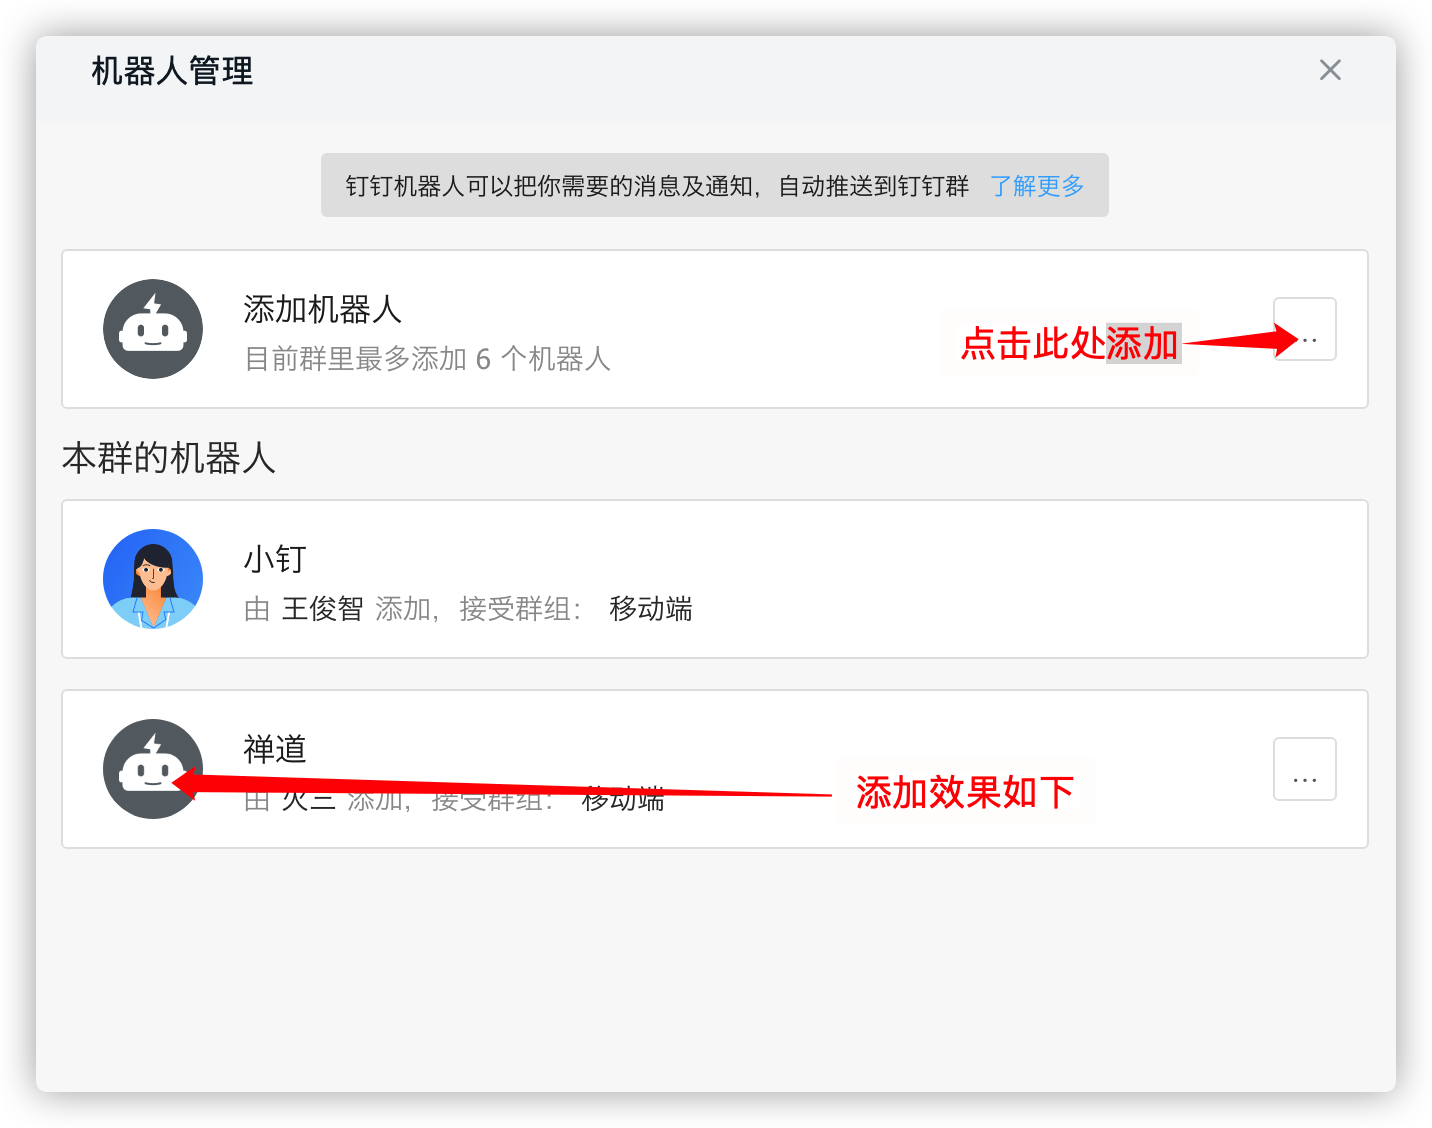 机器人管理
钉钉机器人可以把你需要的消息及通知，自动推送到钉钉群 了解更多
添加机器人
目前群里最多添加 6 个机器人
点击此处添加
本群的机器人
小钉
由 王俊智 添加，接受群组： 移动端
禅道
由 火三 添加，接受群组： 移动端
添加效果如下
...